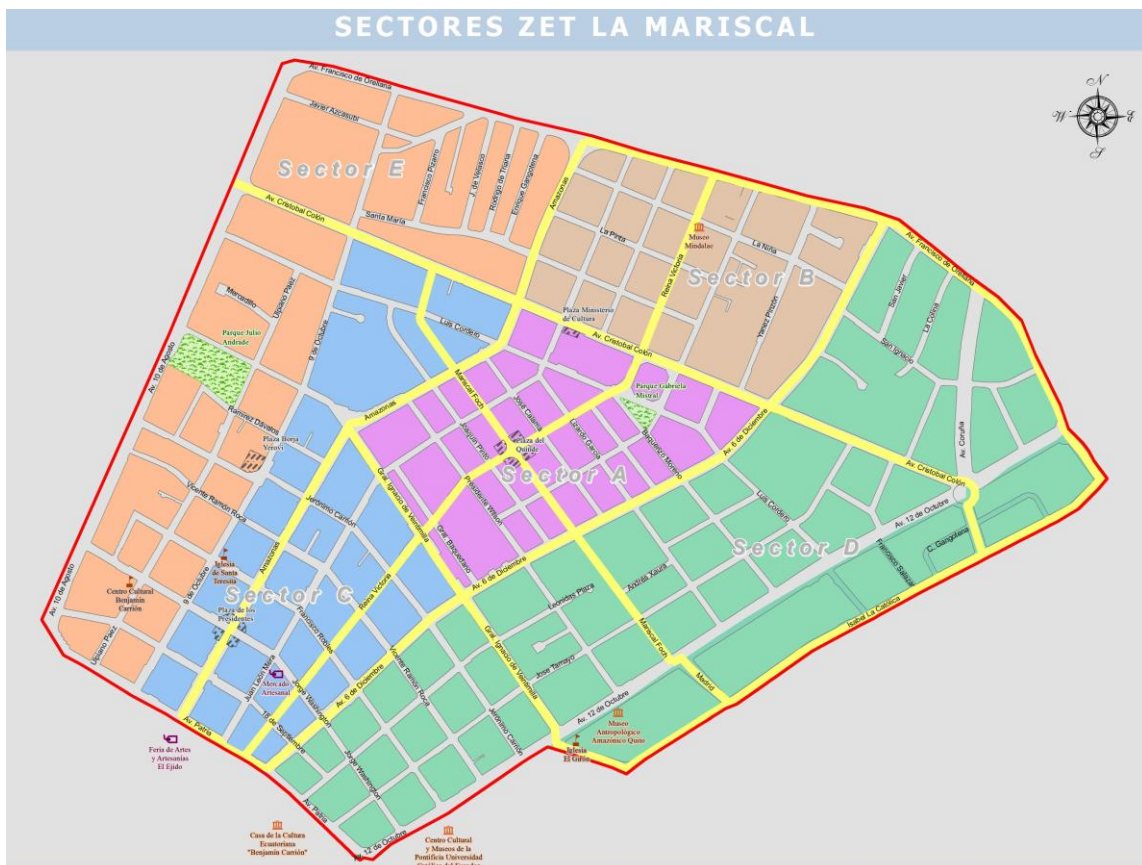 SECTORES ZET LA MARISCAL
N
W
E
S
Av. Francisco de Orellana
Javier Azcasubi
Sector E
Francisco Pizarro
J. de Velasco
Rodrigo de Triana
Enrique Gangotena
Amazonas
Av. Cristobal Colón
Santa María
La Pinta
Museo
Mindalae
La Niña
Reina Victoria
Sector B
Yanez Pinzón
Av. Francisco de Orellana
San Javier
La Colina
San Ignacio
Mercadillo
Ulpiano Páez
9 de Octubre
Luis Cordero
Plaza Ministerio
de Cultura
Av. Cristobal Colón
Parque Julio
Andrade
Av. 10 de Agosto
Mariscal Foch
Amazonas
José Calama
Parque Gabriela
Mistral
Ramírez Dávalos
Plaza Borja
Yerovi
Joaquín Pinto
Plaza del
Quinde
Lizardo García
Baquerizo Moreno
Av. 6 de Diciembre
Av. Coruña
Sector A
Gral. Ignacio de Veintimilla
Presidente Wilson
Gral. Baquedano
Av. Cristobal Colón
Vicente Ramón Roca
Jerónimo Carrión
Luis Cordero
Av. 12 de Octubre
Sector D
Francisco Salazar
C. Gangotena
Iglesia
de Santa
Teresita
Amazonas
Reina Victoria
Av. 6 de Diciembre
Andrés Xaura
Leonidas Plaza
Isabel La Católica
Av. 10 de Agosto
Centro Cultural
Benjamín
Carrión
9 de Octubre
Sector C
Plaza de los
Presidentes
Francisco Robles
Gral. Ignacio de Veintimilla
Mariscal Foch
Ulpiano Páez
Juan León Mera
Mercado
Artesanal
Jorge Washington
Av. 6 de Diciembre
Vicente Ramón Roca
Jose Tamayo
Madrid
Av. Patria
18 de Septiembre
Jerónimo Carrión
Av. 12 de Octubre
Museo
Antropológico
Amazónico Quito
Iglesia
El Girón
Feria de Artes
y Artesanías
El Ejido
Jorge Washington
Av. Patria
12 de Octubre
Casa de la Cultura
Ecuatoriana
"Benjamín Carrión"
Centro Cultural
y Museos de la
Pontificia Universidad